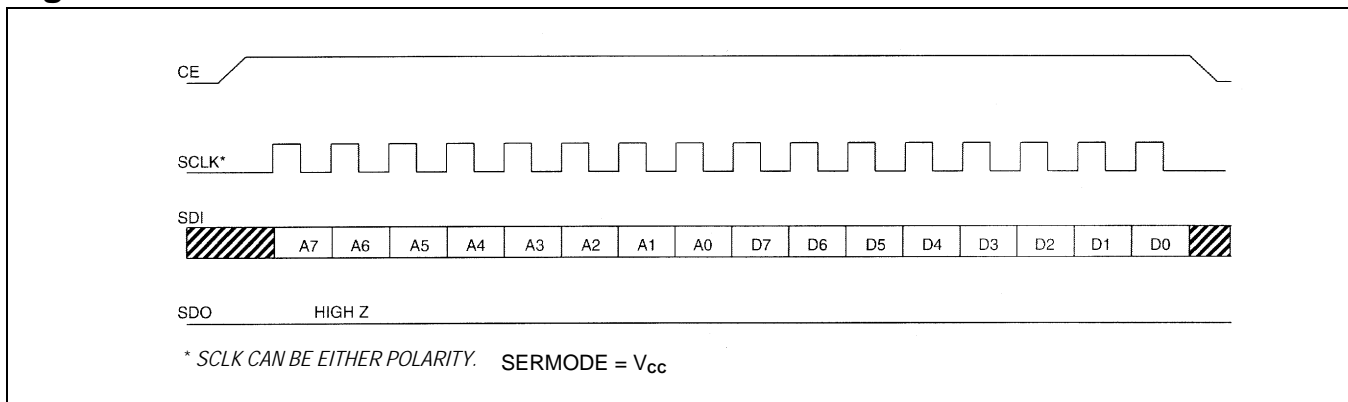 CE
SCLK*
SDI
A7 A6 A5 A4 A3 A2 A1 A0 D7 D6 D5 D4 D3 D2 D1 D0
SDO HIGH Z
* SCLK CAN BE EITHER POLARITY. SERMODE = VCC